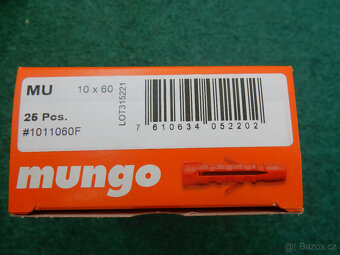 MU 10 x 60
25 Pcs.
#1011060F
LOT315221
7 610634 052202
mungo
Bazos.cz